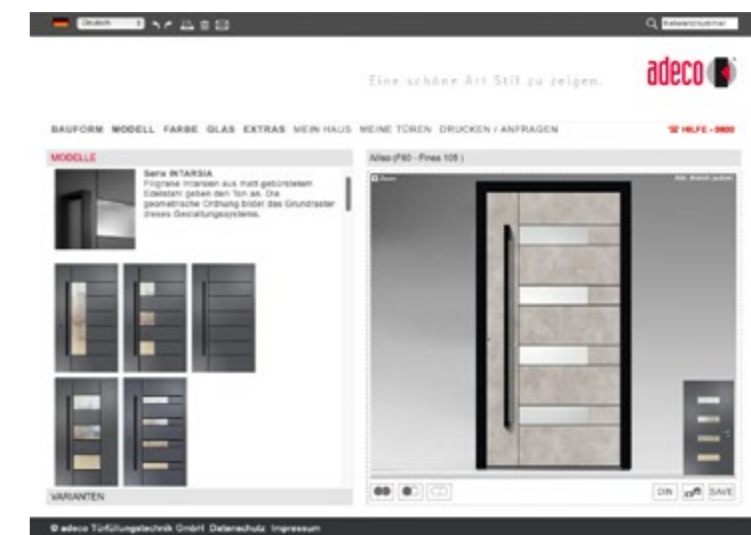 Deutsch
Eine schöne Art Stil zu zeigen.
adeco
BAUFORM MODELL FARBE GLAS EXTRAS MEIN HAUS MEINE TÜREN DRUCKEN / ANFRAGEN
HILFE -
MODELLE
Serie INTARSIA
Filigrane Intarsien aus matt gebürstetem
Edelstahl geben den Ton an. Die
geometrische Ordnung bildet das Grundraster
dieses Gestaltungssystems.
VARIANTEN
DIN
SAVE
© adeco Türfüllungstechnik GmbH Datenschutz Impressum